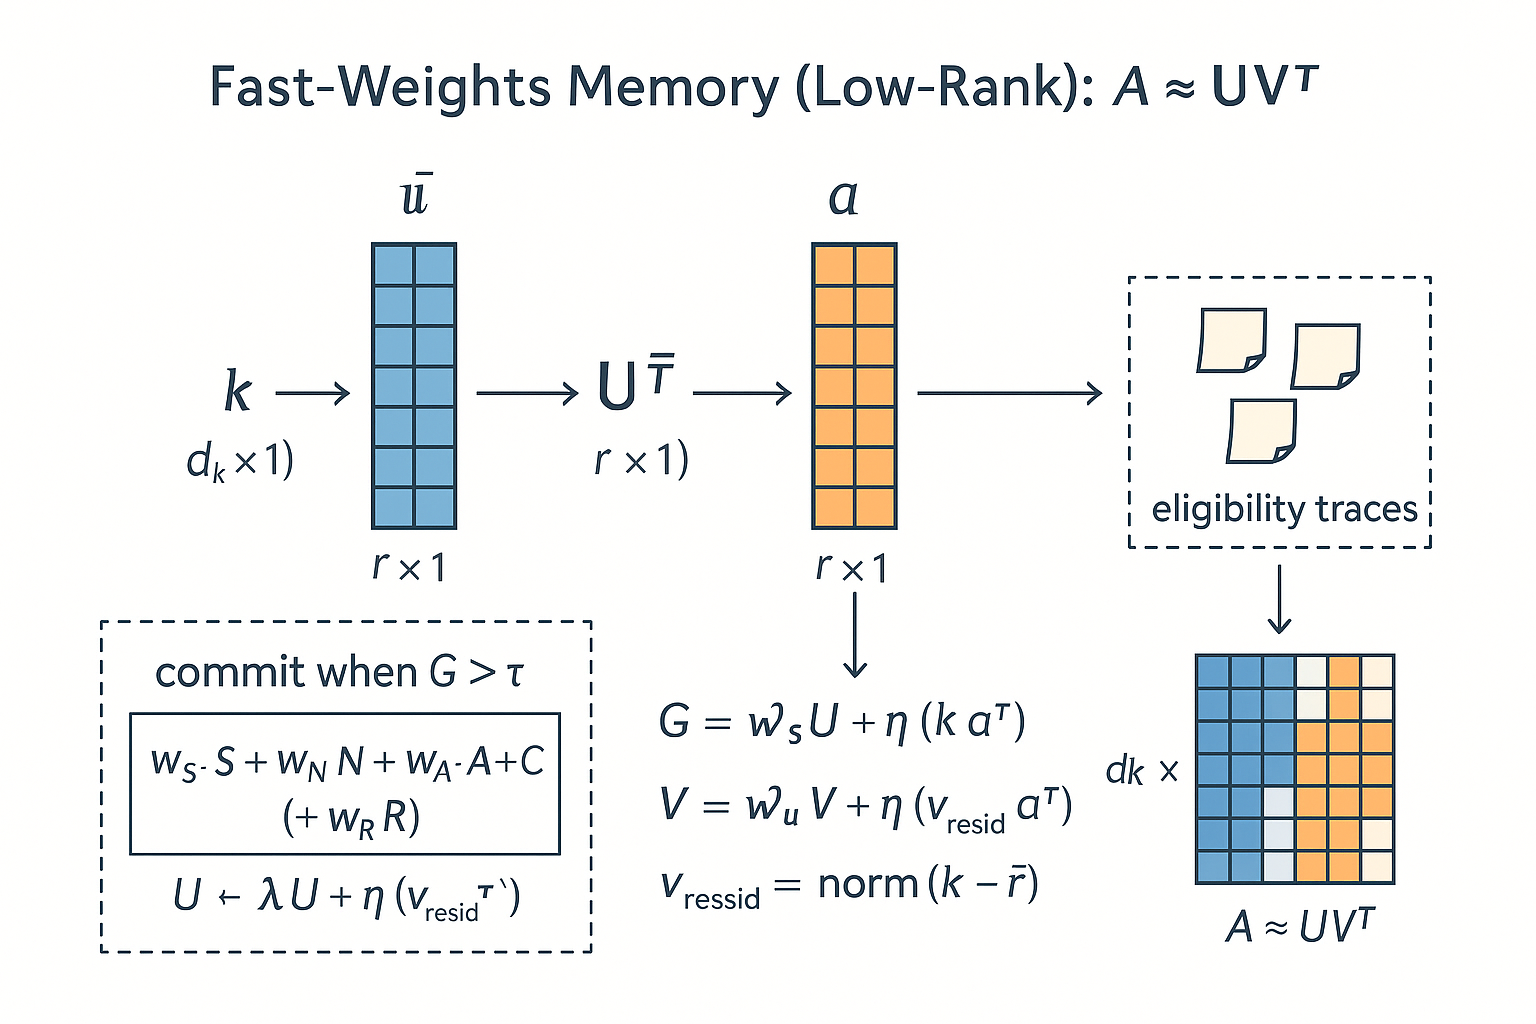 Fast-Weights Memory (Low-Rank): A ≈ UVᵀ
ū
a
k
dₖ × 1)
U T̄
r × 1)
r × 1
r × 1
eligibility traces
commit when G > τ
w_S- S + w_N N + w_A- A+C
(+ w_R R)
U ← λU + η (v_resid ᵀ`)
G = w_s U + η (k aᵀ)
V = w_u V + η (v_resid aᵀ)
v_ressid = norm (k − r̄)
dk ×
A ≈ UVᵀ